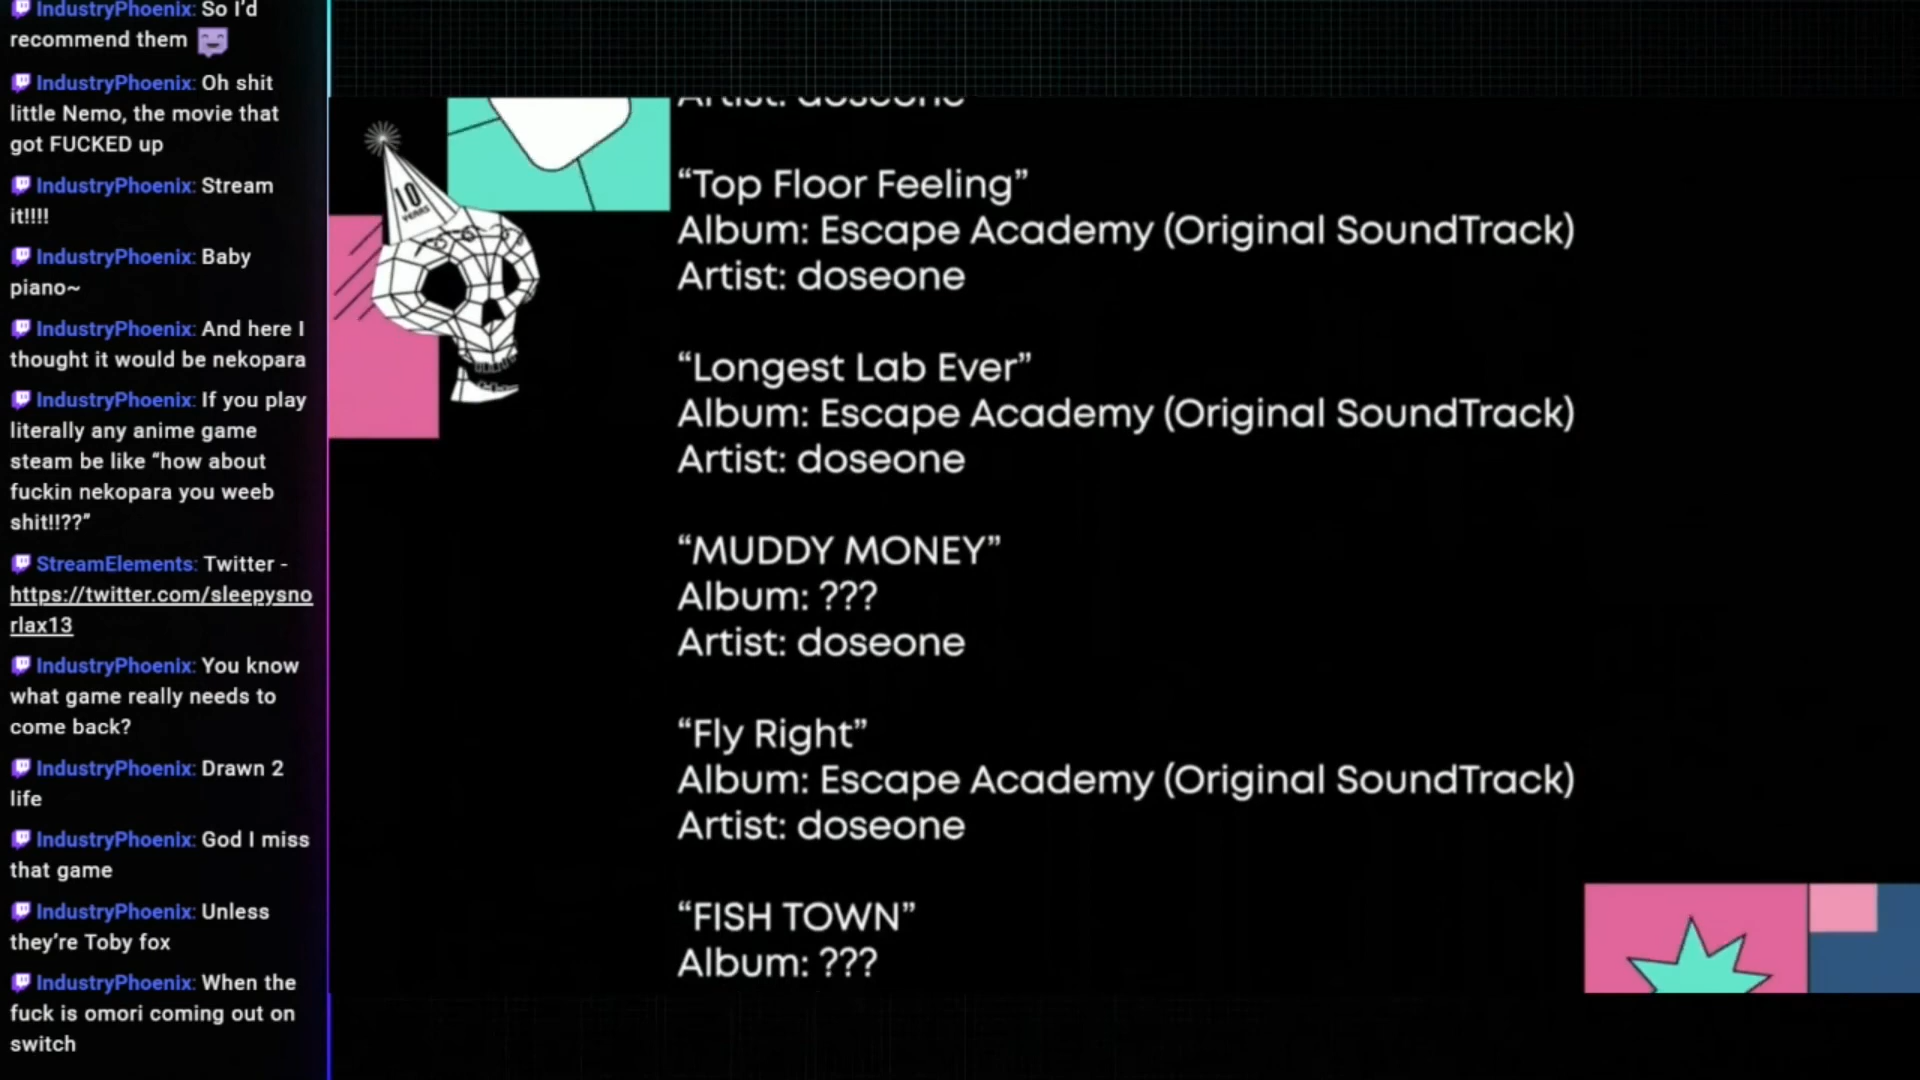 IndustryPhoenix: So I’d
recommend them
IndustryPhoenix: Oh shit
little Nemo, the movie that
got FUCKED up
IndustryPhoenix: Stream
it!!!!
IndustryPhoenix: Baby
piano~
IndustryPhoenix: And here I
thought it would be nekopara
IndustryPhoenix: If you play
literally any anime game
steam be like “how about
fuckin nekopara you weeb
shit!!??”
StreamElements: Twitter -
https://twitter.com/sleepysno
rlax13
IndustryPhoenix: You know
what game really needs to
come back?
IndustryPhoenix: Drawn 2
life
IndustryPhoenix: God I miss
that game
IndustryPhoenix: Unless
they’re Toby fox
IndustryPhoenix: When the
fuck is omori coming out on
switch
10
YEARS
Artist: doseone
“Top Floor Feeling”
Album: Escape Academy (Original SoundTrack)
Artist: doseone
“Longest Lab Ever”
Album: Escape Academy (Original SoundTrack)
Artist: doseone
“MUDDY MONEY”
Album: ???
Artist: doseone
“Fly Right”
Album: Escape Academy (Original SoundTrack)
Artist: doseone
“FISH TOWN”
Album: ???